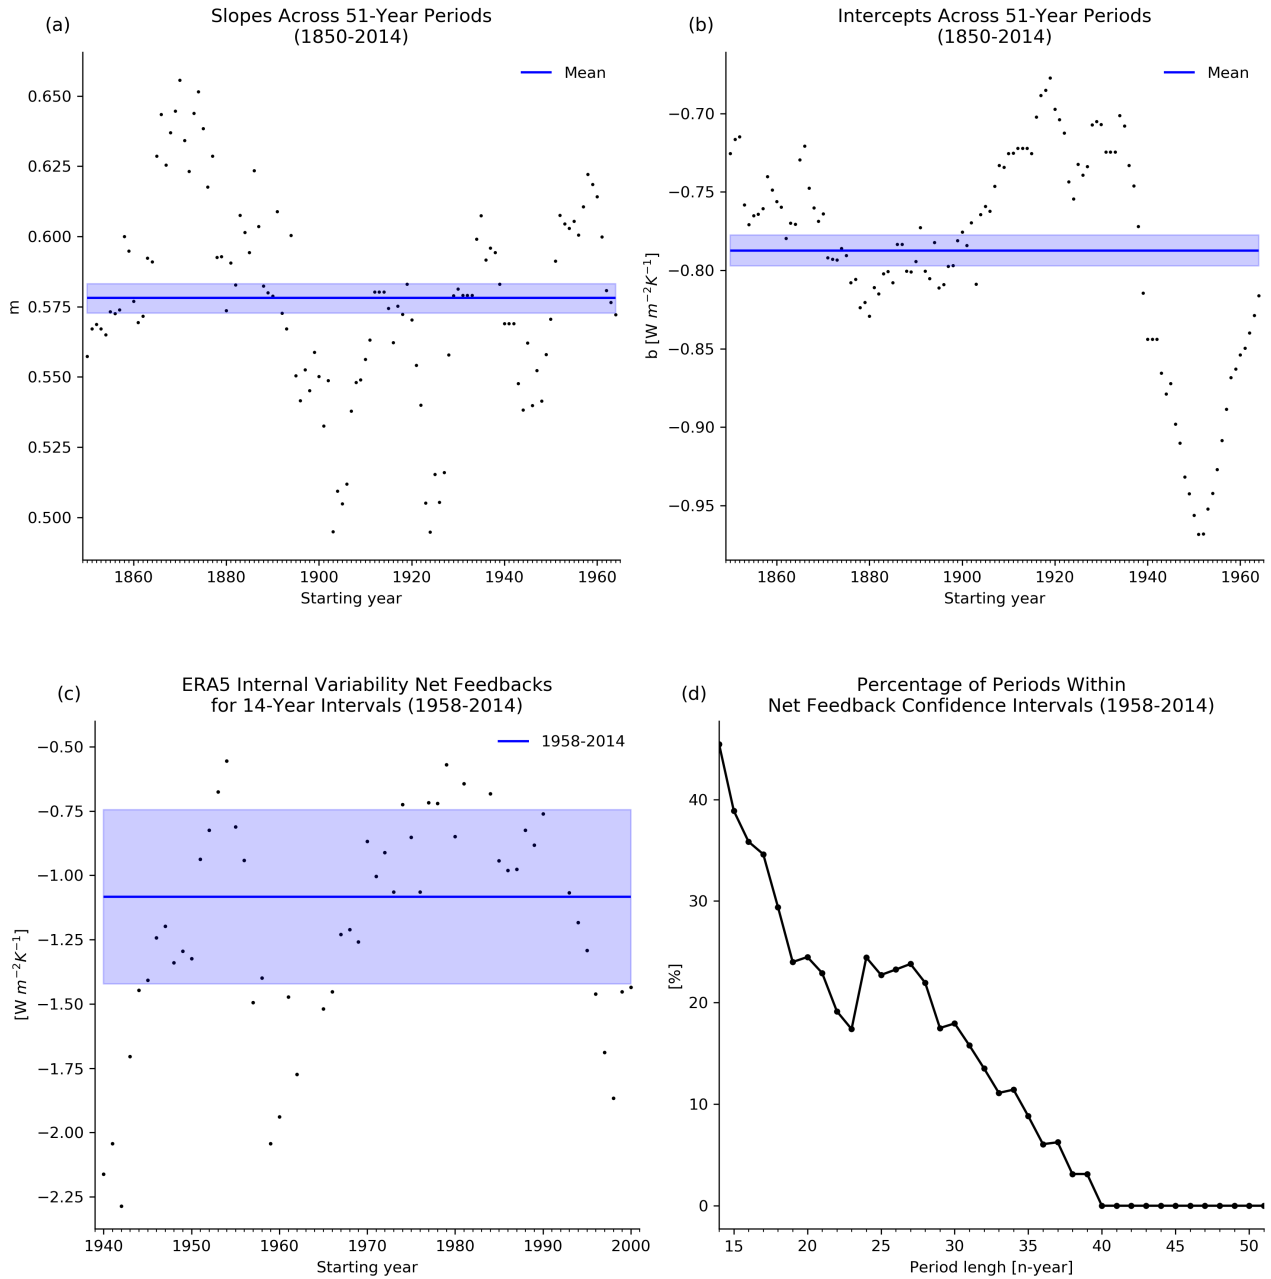 (a)
Slopes Across 51-Year Periods
(1850-2014)
Mean
0.650
0.625
0.600
0.575
0.550
0.525
0.500
m
1860 1880 1900 1920 1940 1960
Starting year
(b)
Intercepts Across 51-Year Periods
(1850-2014)
Mean
−0.70
−0.75
−0.80
−0.85
−0.90
−0.95
b [W m⁻²K⁻¹]
1860 1880 1900 1920 1940 1960
Starting year
(c)
ERA5 Internal Variability Net Feedbacks
for 14-Year Intervals (1958-2014)
1958-2014
−0.50
−0.75
−1.00
−1.25
−1.50
−1.75
−2.00
−2.25
[W m⁻²K⁻¹]
1940 1950 1960 1970 1980 1990 2000
Starting year
(d)
Percentage of Periods Within
Net Feedback Confidence Intervals (1958-2014)
40
30
20
10
0
[%]
15 20 25 30 35 40 45 50
Period lengh [n-year]